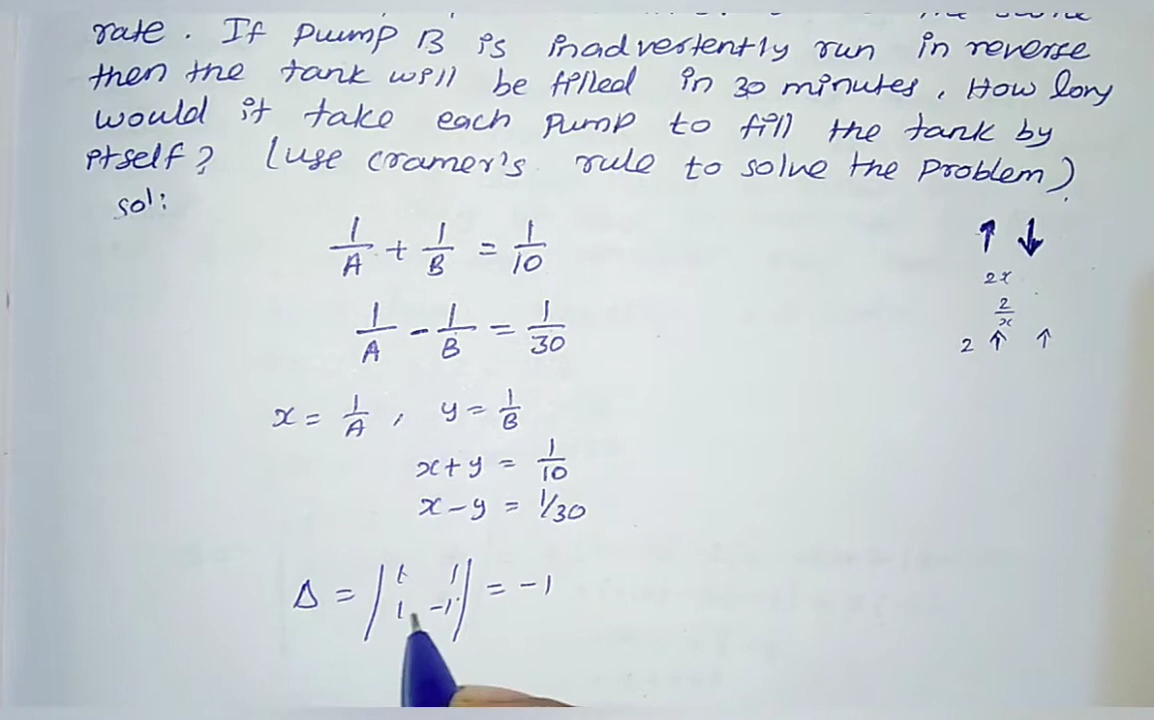 rate. If pump B is inadvertently run in reverse
then the tank will be filled in 30 minutes, How long
would it take each pump to fill the tank by
itself? (use cramer's rule to solve the problem)
sol:
1/A + 1/B = 1/10
1/A - 1/B = 1/30
x = 1/A, y = 1/B
x+y = 1/10
x-y = 1/30
Δ = |1 1 1 -1| = -1
↑ ↓
2x
2/x
2 ↑ ↑